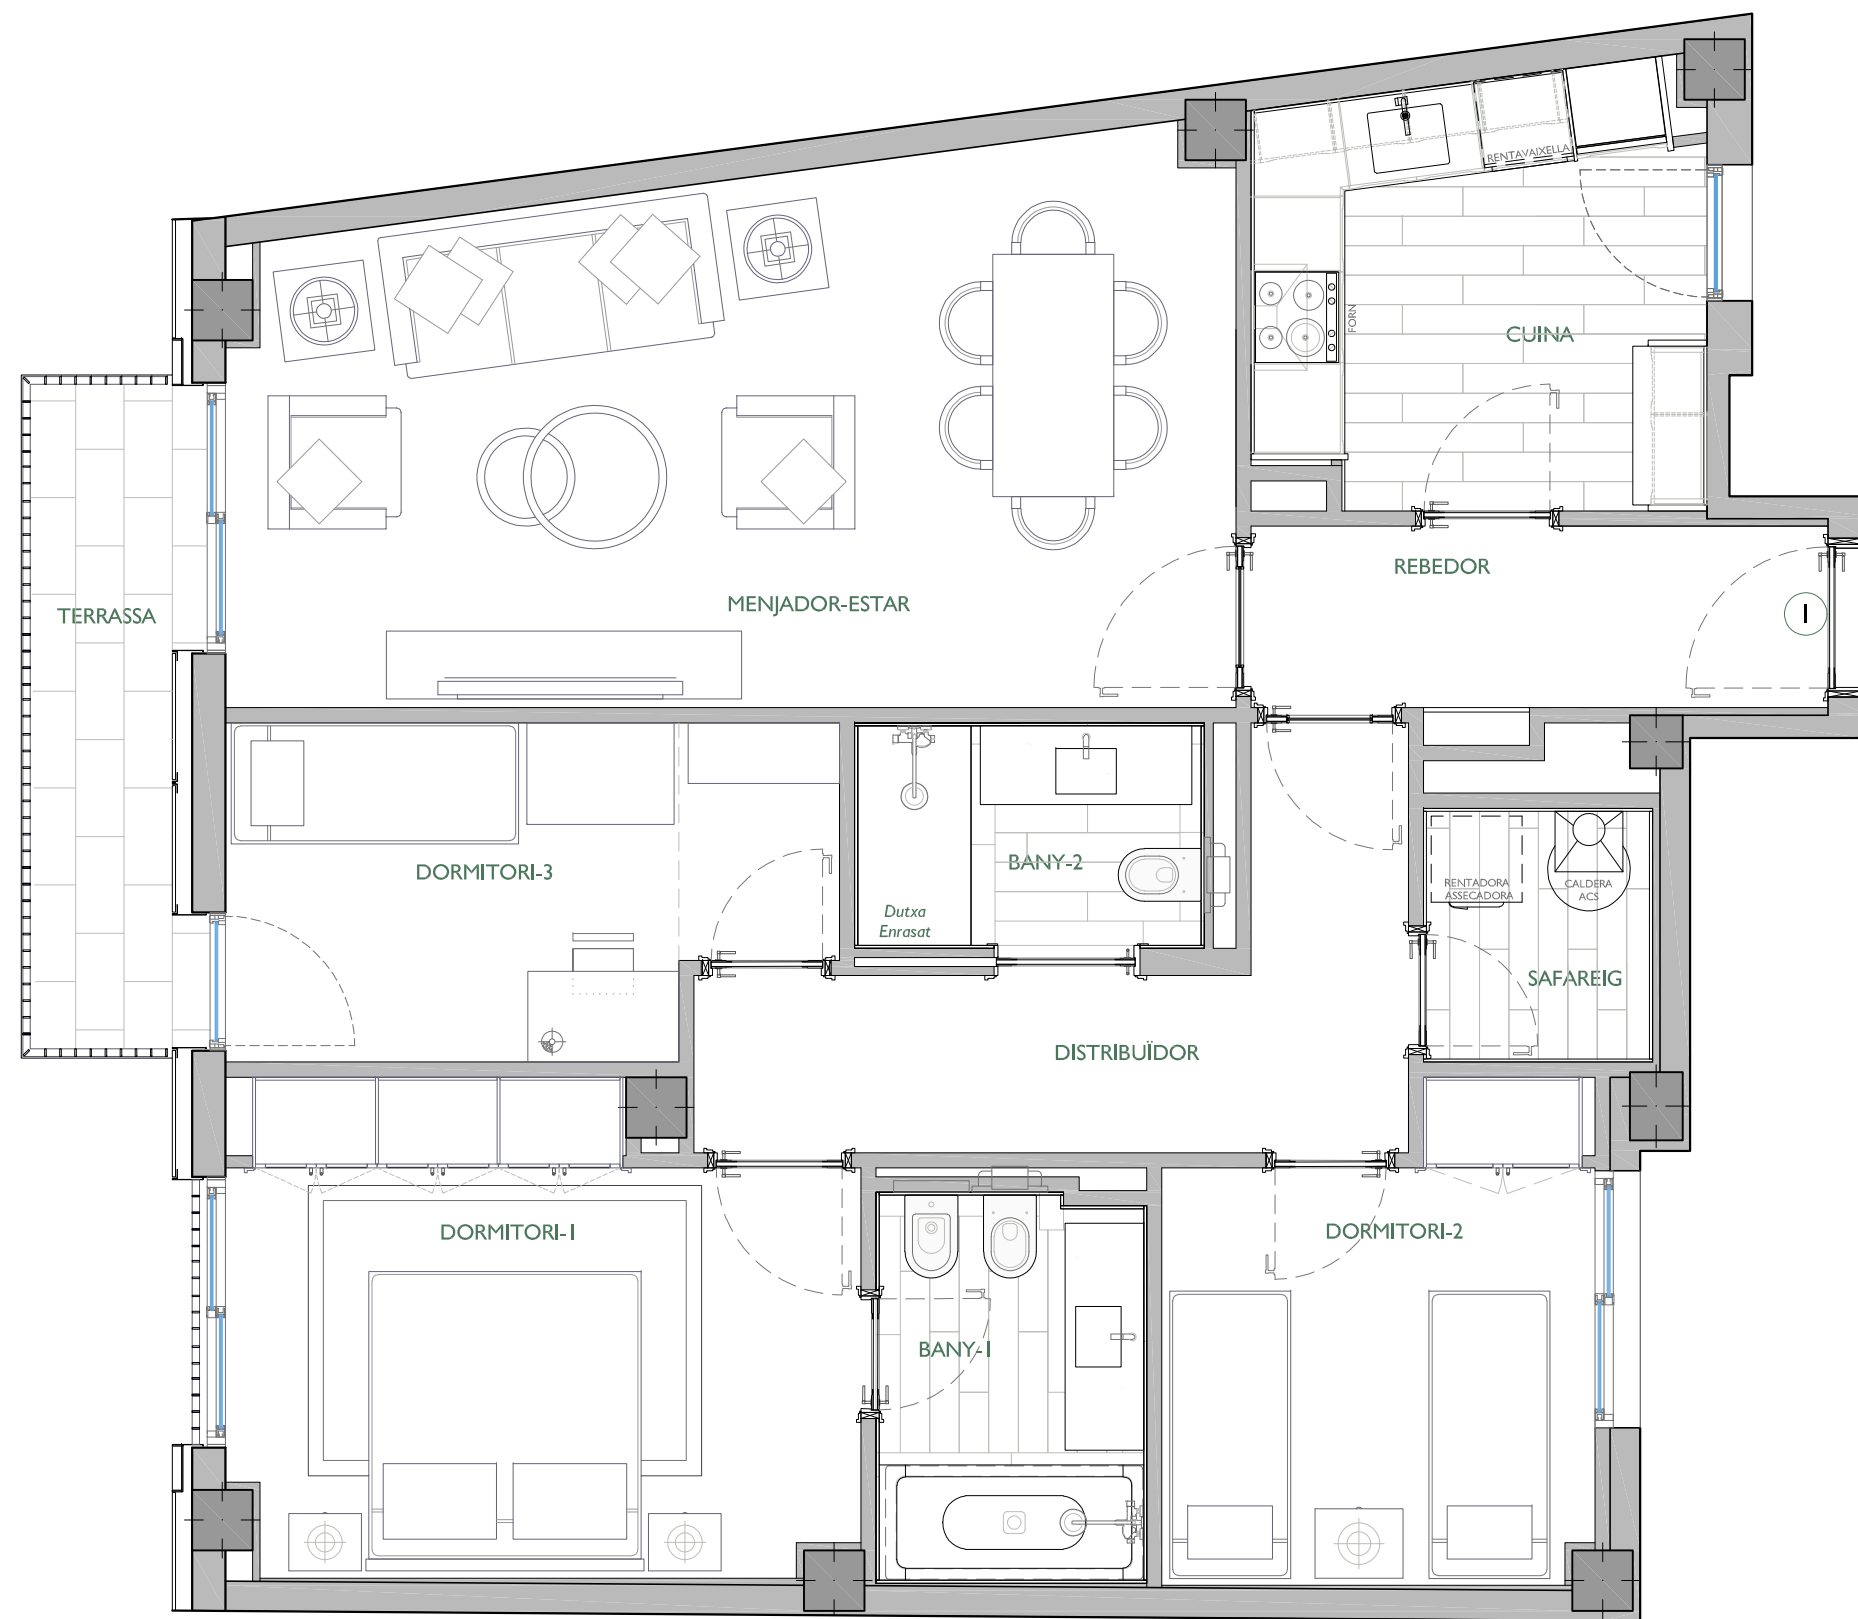 RENTAVAIXELLA
FORN
CUINA
REBEDOR
TERRASSA
MENJADOR-ESTAR
1
DORMITORI-3
BANY-2
Dutxa
Enrasat
RENTADORA
ASSECADORA
CALDERA
ACS
SAFAREIG
DISTRIBUÏDOR
DORMITORI-1
DORMITORI-2
BANY-1